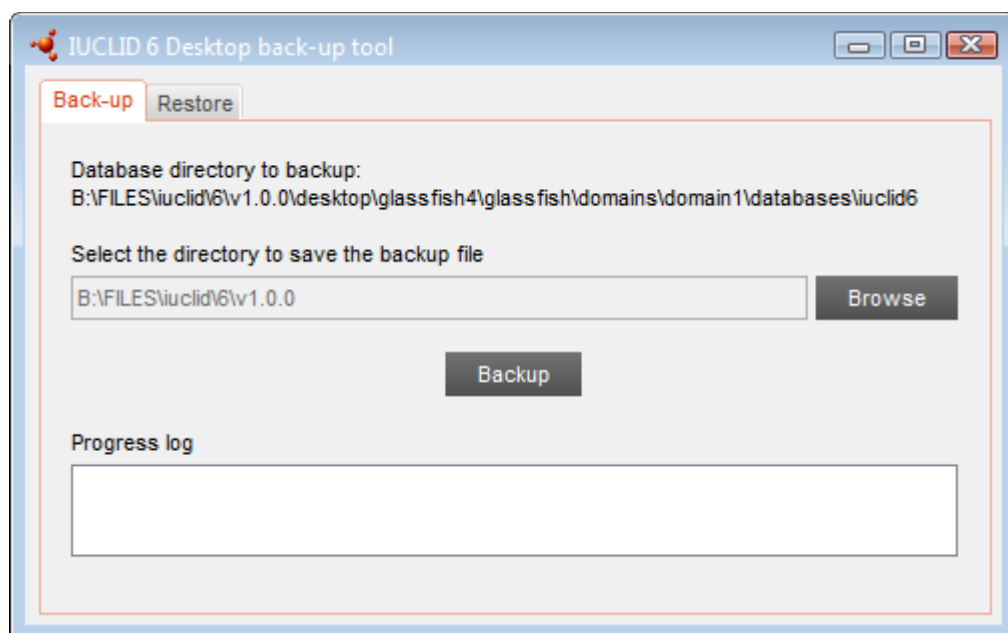 IUCLID 6 Desktop back-up tool
Back-up
Restore
Database directory to backup:
B:\FILES\iuclid\6\v1.0.0\desktop\glassfish4\glassfish\domains\domain1\databases\iuclid6
Select the directory to save the backup file
B:\FILES\iuclid\6\v1.0.0
Browse
Backup
Progress log